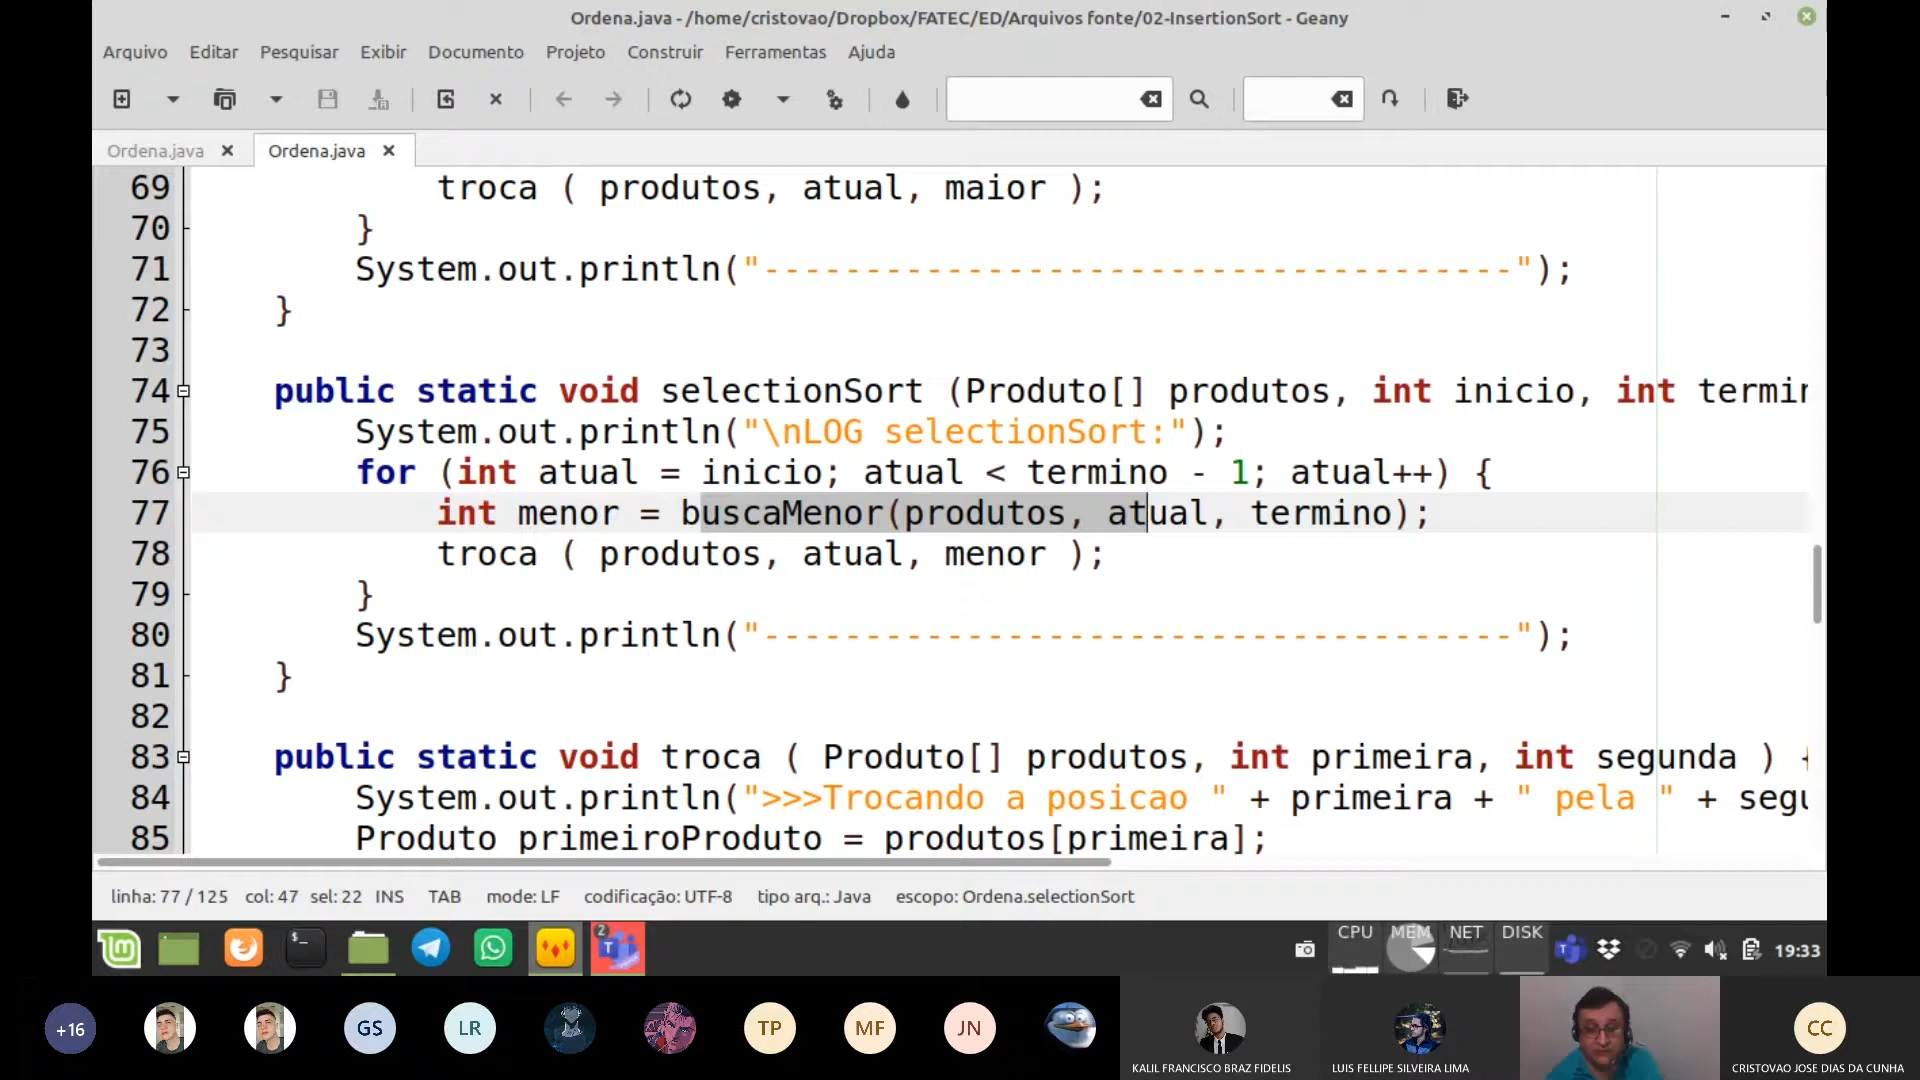 Ordena.java - /home/cristovao/Dropbox/FATEC/ED/Arquivos fonte/02-InsertionSort - Geany
Arquivo Editar Pesquisar Exibir Documento Projeto Construir Ferramentas Ajuda
Ordena.java Ordena.java
69 troca ( produtos, atual, maior );
70 }
71 System.out.println("-------------------------------------");
72 }
73
74 public static void selectionSort (Produto[] produtos, int inicio, int termin
75 System.out.println("\nLOG selectionSort:");
76 for (int atual = inicio; atual < termino - 1; atual++) {
77 int menor = buscaMenor(produtos, atual, termino);
78 troca ( produtos, atual, menor );
79 }
80 System.out.println("-------------------------------------");
81 }
82
83 public static void troca ( Produto[] produtos, int primeira, int segunda ) {
84 System.out.println(">>>Trocando a posicao " + primeira + " pela " + segu
85 Produto primeiroProduto = produtos[primeira];
linha: 77 / 125 col: 47 sel: 22 INS TAB mode: LF codificação: UTF-8 tipo arq.: Java escopo: Ordena.selectionSort
2 T CPU MEM NET DISK 19:33
+16 GS LR TP MF JN CC
KALIL FRANCISCO BRAZ FIDELIS LUIS FELLIPE SILVEIRA LIMA CRISTOVAO JOSE DIAS DA CUNHA